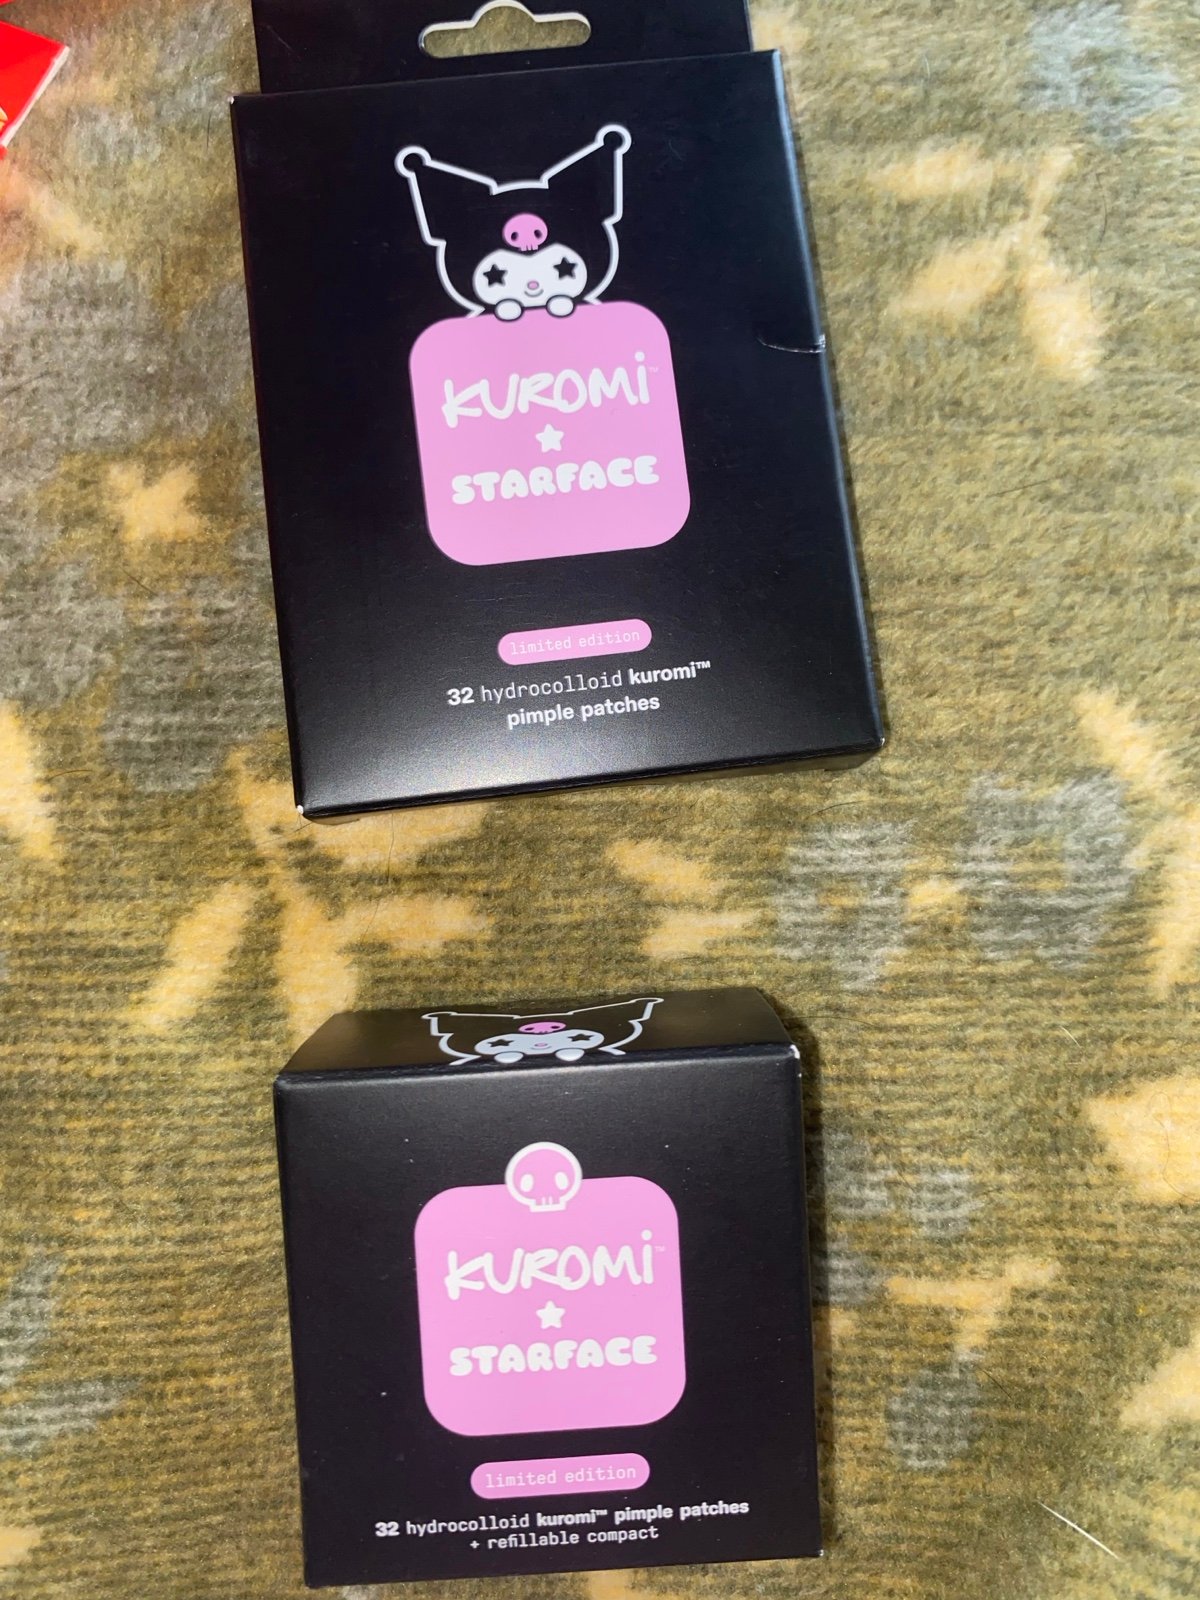 KUROMi™
STARFACE
limited edition
32 hydrocolloid kuromi™
pimple patches
KUROMi™
STARFACE
limited edition
32 hydrocolloid kuromi™ pimple patches
+ refillable compact